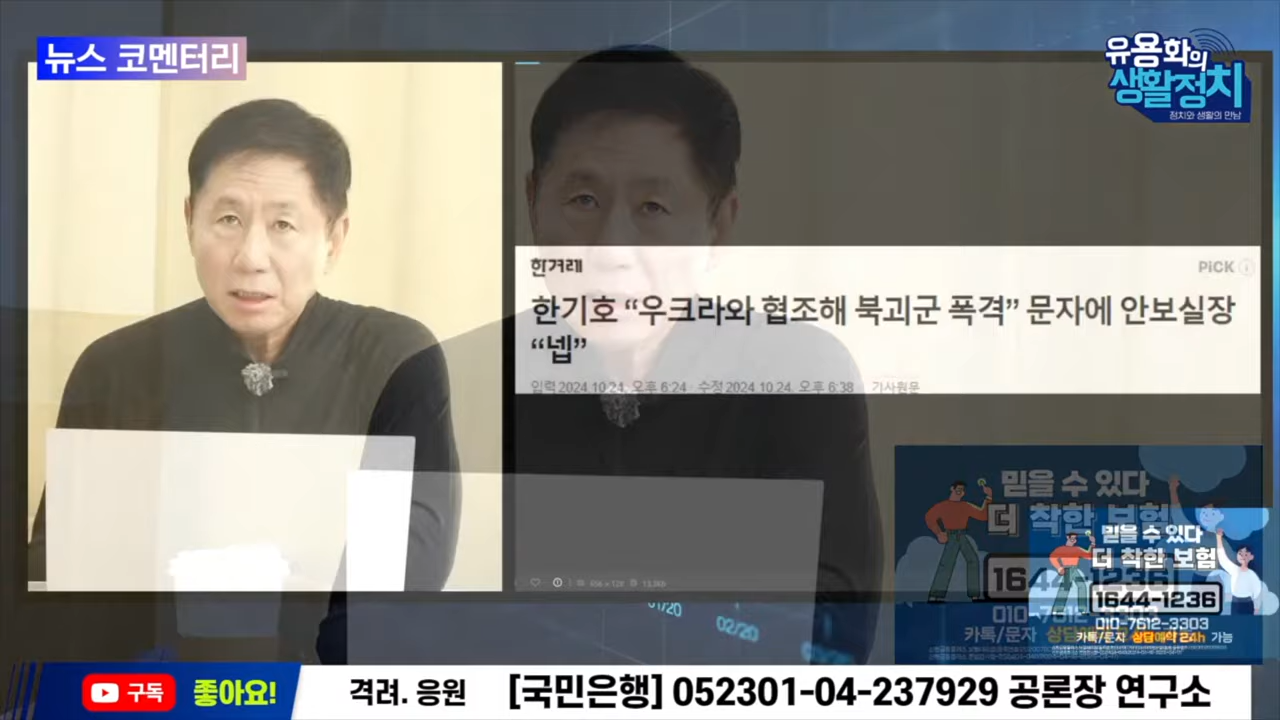 뉴스 코멘터리
유용화의
생활정치
정치와 생활의 만남
한겨레
PiCK
한기호 “우크라와 협조해 북괴군 폭격” 문자에 안보실장
“넵”
입력 2024.10.24. 오후 6:24 · 수정 2024.10.24. 오후 6:38
기사원문
믿을 수 있다
더 착한 보험
01/20
02/20
믿을 수 있다
더 착한 보험
1644-1236
010-7612-3303
카톡/문자 상담예약 24h 가능
구독
좋아요!
격려. 응원
[국민은행] 052301-04-237929 공론장 연구소